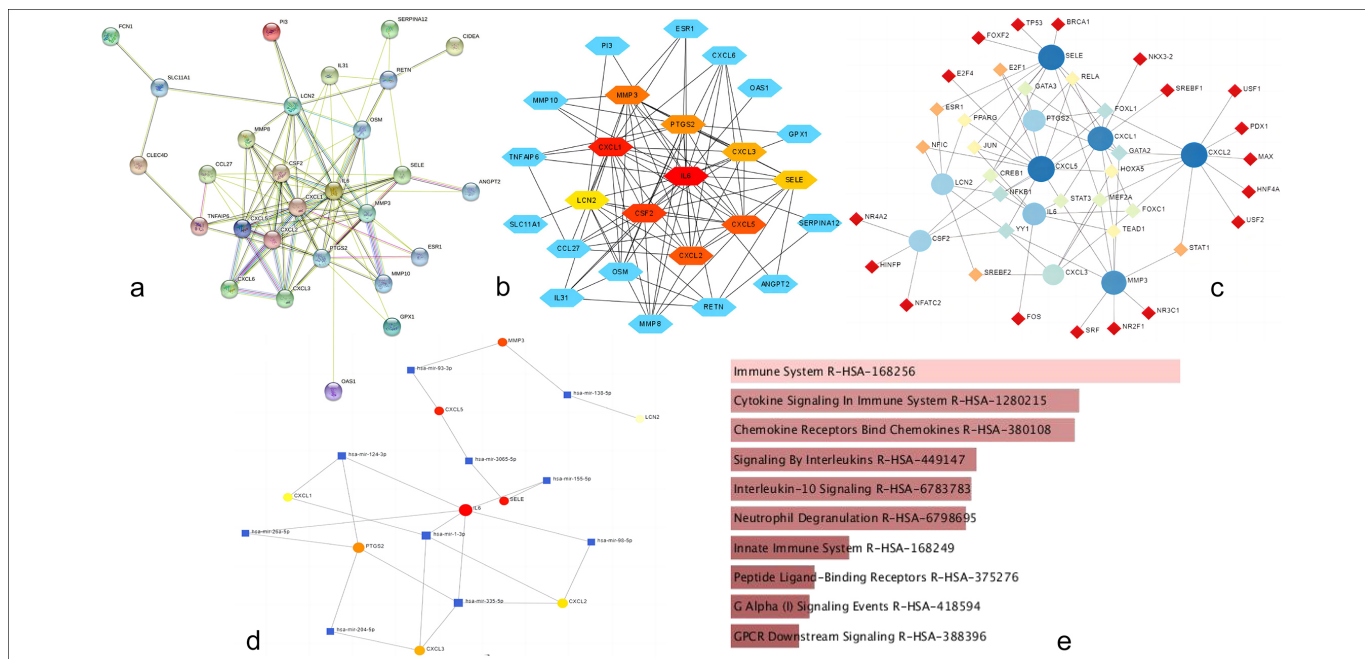 FCN1
PI3
SERPINA12
CIDEA
IL31
RETN
SLC11A1
LCN2
OSM
MMP8
CSF2
SELE
CLEC4D
CCL27
IL6
ANGPT2
CXCL1
MMP3
TNFAIP6
CXCL5
CXCL2
PTGS2
ESR1
CXCL6
CXCL3
MMP10
GPX1
OAS1
a
ESR1
PI3
CXCL6
MMP3
OAS1
MMP10
PTGS2
GPX1
CXCL1
CXCL3
TNFAIP6
IL6
SELE
LCN2
CSF2
CXCL5
SLC11A1
SERPINA12
CCL27
CXCL2
OSM
ANGPT2
IL31
RETN
MMP8
b
TP53
BRCA1
FOXF2
SELE
NKX3-2
E2F4
E2F1
RELA
GATA3
SREBF1
USF1
ESR1
FOXL1
PPARG
PTGS2
PDX1
CXCL1
NFIC
JUN
GATA2
CXCL2
MAX
CXCL5
HOXA5
CREB1
LCN2
NFKB1
HNF4A
STAT3
MEF2A
NR4A2
IL6
FOXC1
USF2
YY1
TEAD1
CSF2
STAT1
HINFP
SREBF2
CXCL3
MMP3
NFATC2
FOS
NR3C1
SRF
NR2F1
c
MMP3
hsa-mir-93-3p
hsa-mir-138-5p
CXCL5
LCN2
hsa-mir-124-3p
hsa-mir-3065-5p
hsa-mir-155-5p
CXCL1
SELE
IL6
hsa-mir-26a-5p
hsa-mir-1-3p
hsa-mir-98-5p
PTGS2
hsa-mir-335-5p
CXCL2
hsa-mir-204-5p
CXCL3
d
Immune System R-HSA-168256
Cytokine Signaling In Immune System R-HSA-1280215
Chemokine Receptors Bind Chemokines R-HSA-380108
Signaling By Interleukins R-HSA-449147
Interleukin-10 Signaling R-HSA-6783783
Neutrophil Degranulation R-HSA-6798695
Innate Immune System R-HSA-168249
Peptide Ligand-Binding Receptors R-HSA-375276
G Alpha (I) Signaling Events R-HSA-418594
GPCR Downstream Signaling R-HSA-388396
e